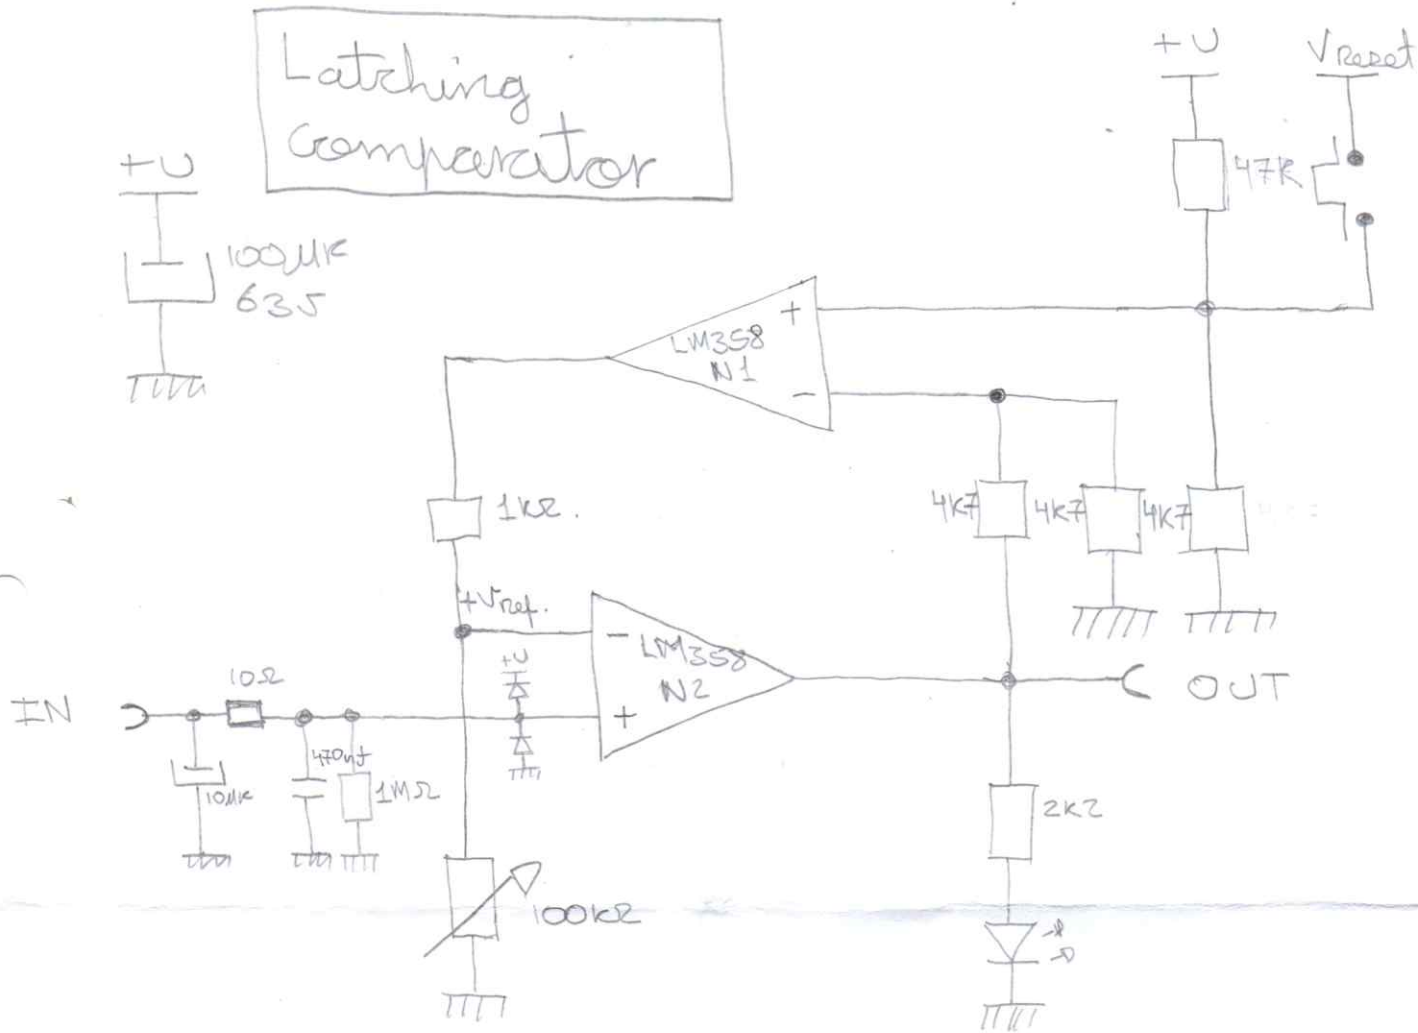 Latching
comparator
+U
100µF
63V
+U
VReset
47K
+
LM358
N1
-
1kΩ.
4K7
4K7
4K7
+Vref.
-
LM358
N2
+
+U
IN
10Ω
10µF
470nf
1MΩ
OUT
2K2
100kΩ